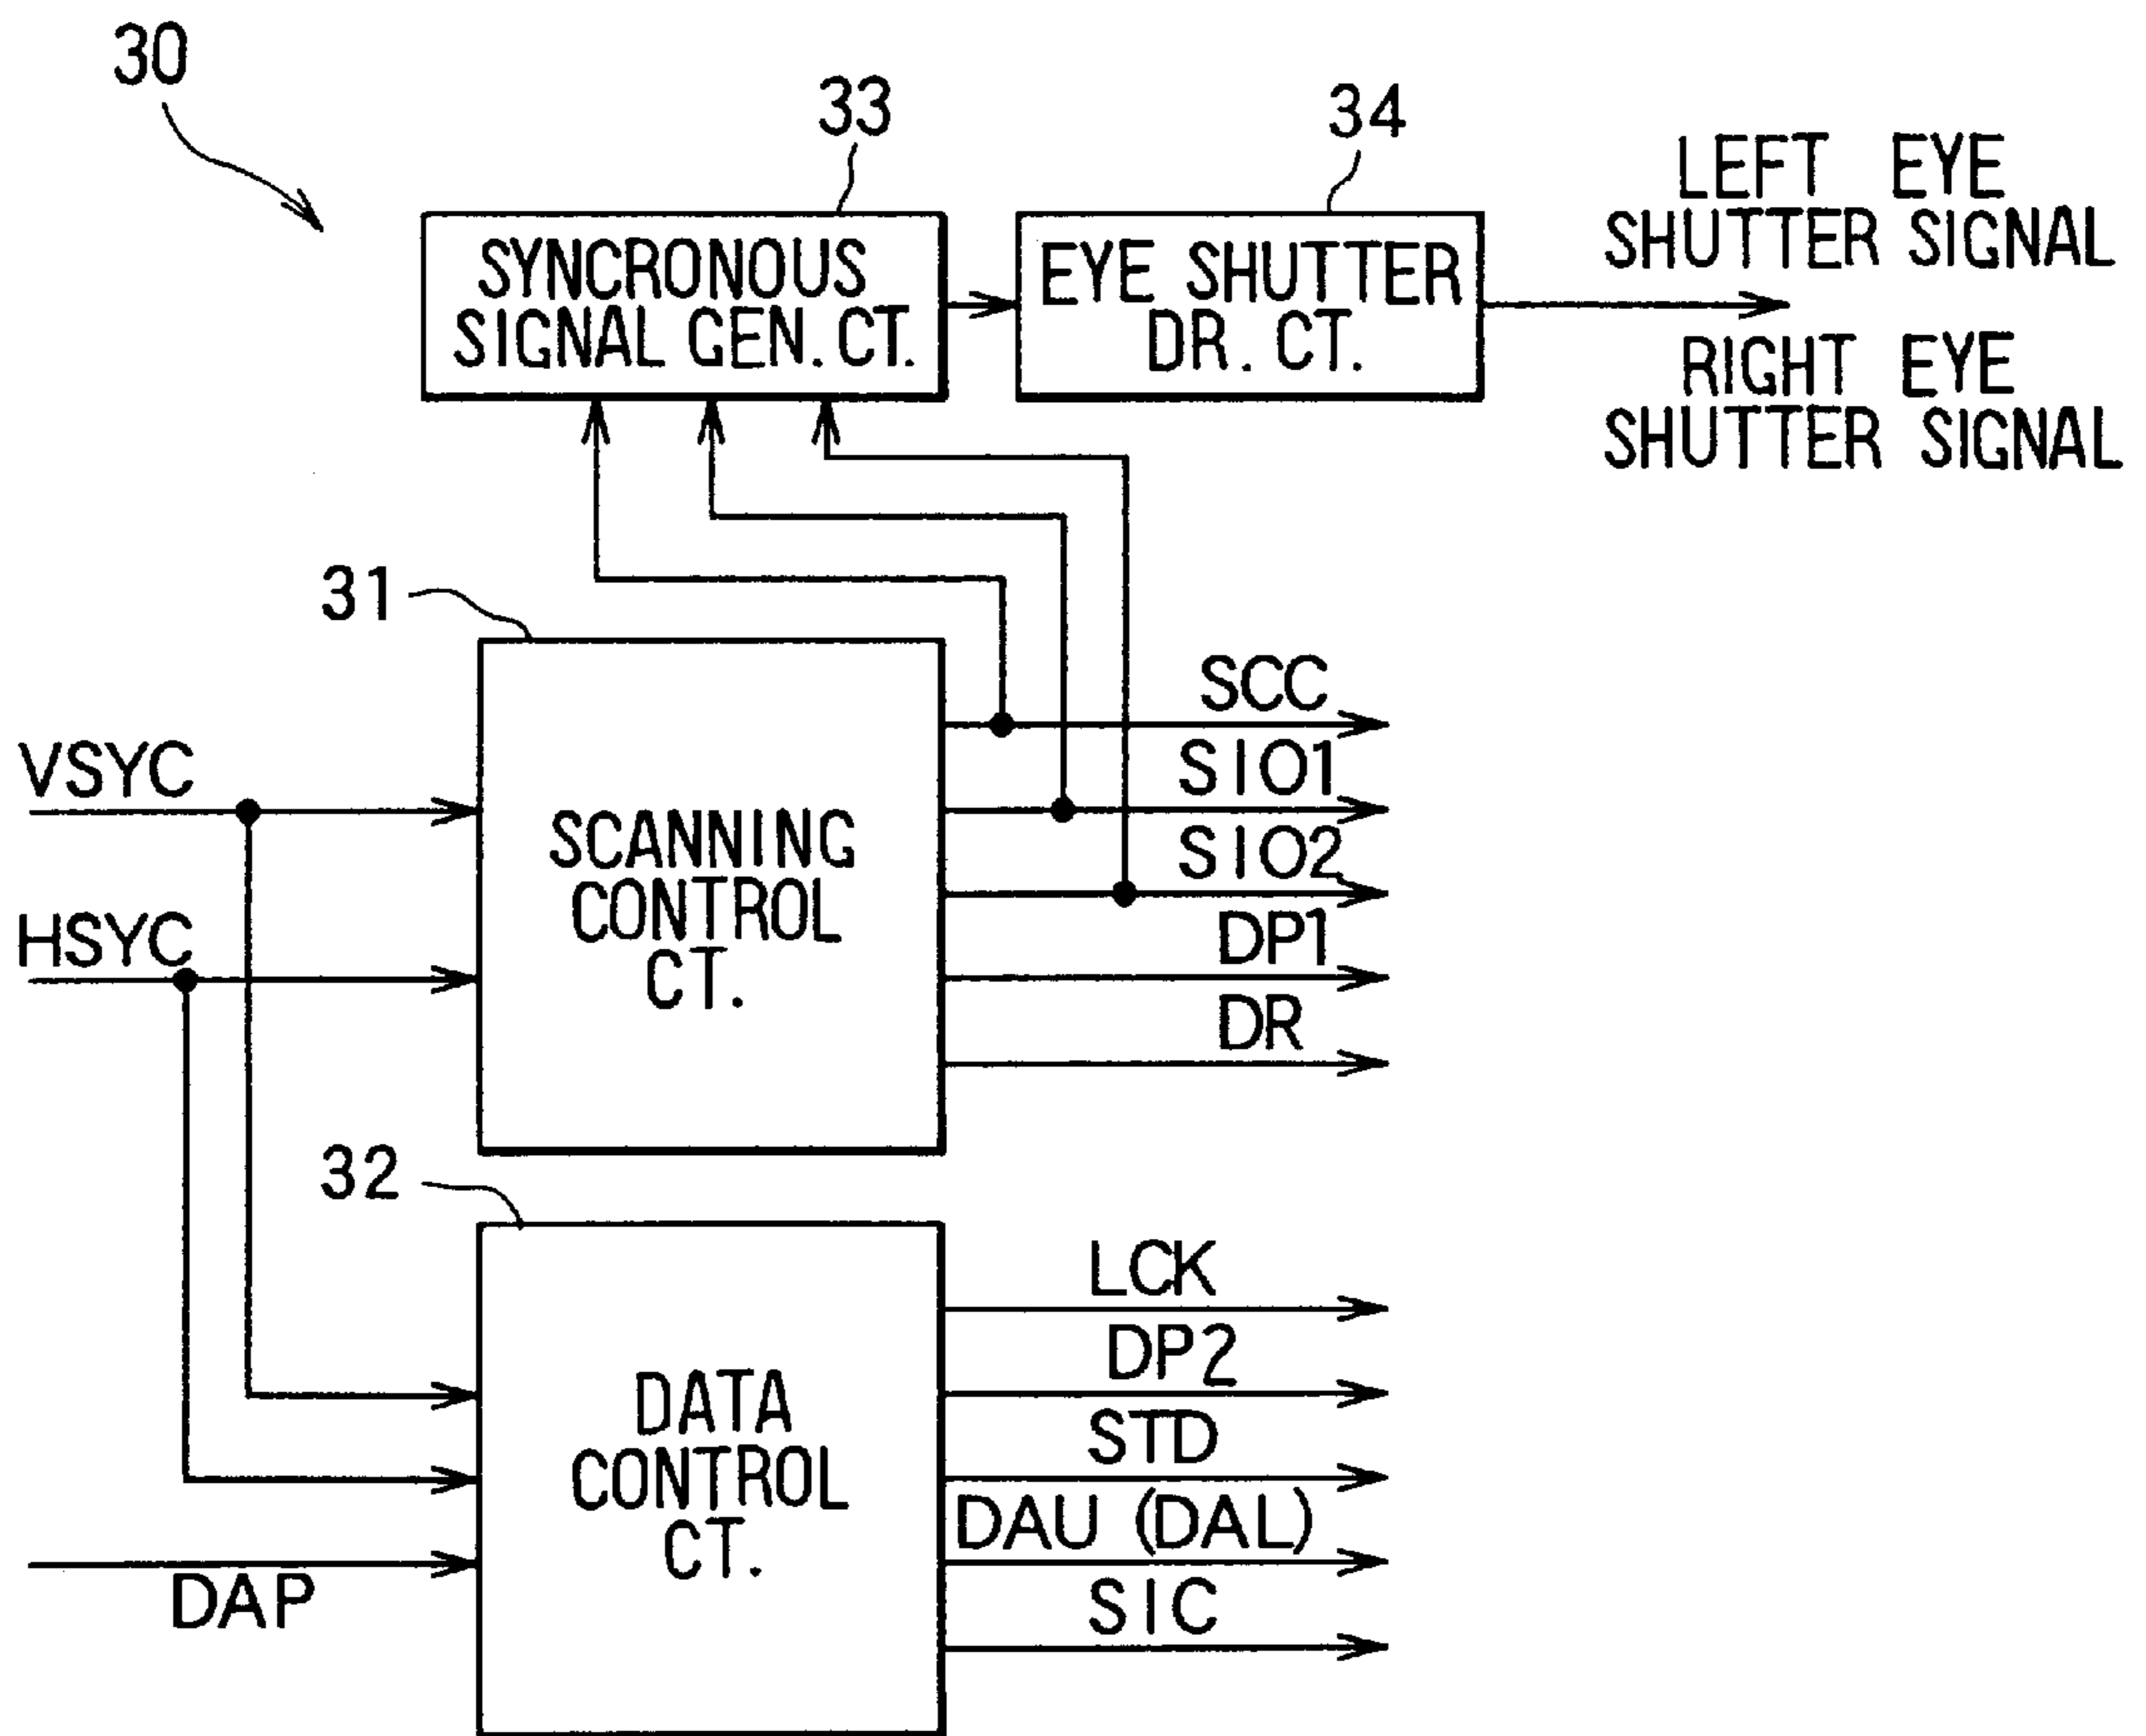 30
33
34
LEFT EYE
SHUTTER SIGNAL
SYNCRONOUS
SIGNAL GEN. CT.
EYE SHUTTER
DR. CT.
RIGHT EYE
SHUTTER SIGNAL
31
SCC
VSYC
SIO1
SCANNING
CONTROL
CT.
SIO2
HSYC
DP1
DR
32
LCK
DP2
DATA
CONTROL
CT.
STD
DAU (DAL)
DAP
SIC